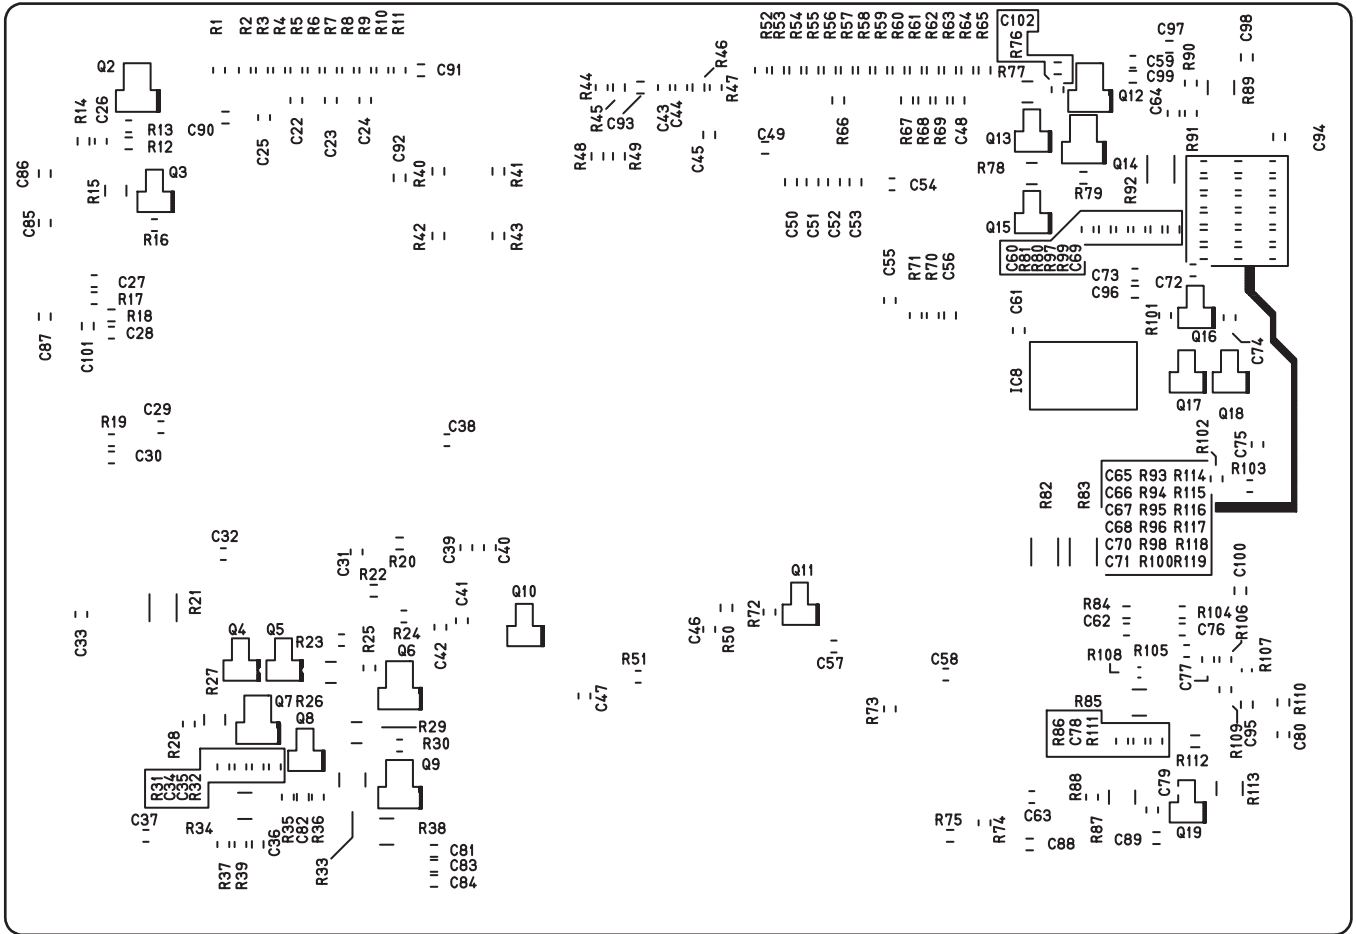 R1 R2 R3 R4 R5 R6 R7 R8 R9 R10 R11
R52 R53 R54 R55 R56 R57 R58 R59 R60 R61 R62 R63 R64 R65
C102
R76
C97
C98
Q2
C91
R46
R44
R45
C93
C43
C44
R47
R77
C59
C99
R90
R89
R14
C26
R13
R12
C90
C25
C22
C23
C24
C92
C45
C49
R66
R67
R68
R69
C48
Q12
C64
Q13
R91
C94
C86
R15
Q3
R40
R41
R48
R49
C54
R78
Q14
R79
R92
C85
R16
R42
R43
C50
C51
C52
C53
Q15
C60
R81
R80
R97
R99
C69
C27
R17
R18
C28
C87
C101
C55
R71
R70
C56
C61
C73
C96
C72
R101
Q16
C74
IC8
Q17
Q18
R19
C29
C30
C38
R102
C75
R103
R82
R83
C65 R93 R114
C66 R94 R115
C67 R95 R116
C68 R96 R117
C70 R98 R118
C71 R100 R119
C32
C31
R20
R22
C39
C40
C41
Q10
Q11
R72
C100
C33
R21
Q4
Q5
R23
R24
R25
Q6
C42
C46
R50
C57
R84
C62
R104
C76
R106
R27
R51
C58
R108
R105
C77
R107
Q7
R26
Q8
R28
R29
R30
C47
R73
R85
R86
C78
R111
R109
C95
R110
C80
R31
C34
C35
R32
Q9
R112
C37
R34
C36
R35
C82
R36
R38
R75
R74
C63
R88
R87
C79
R113
C89
Q19
C88
R37
R39
R33
C81
C83
C84